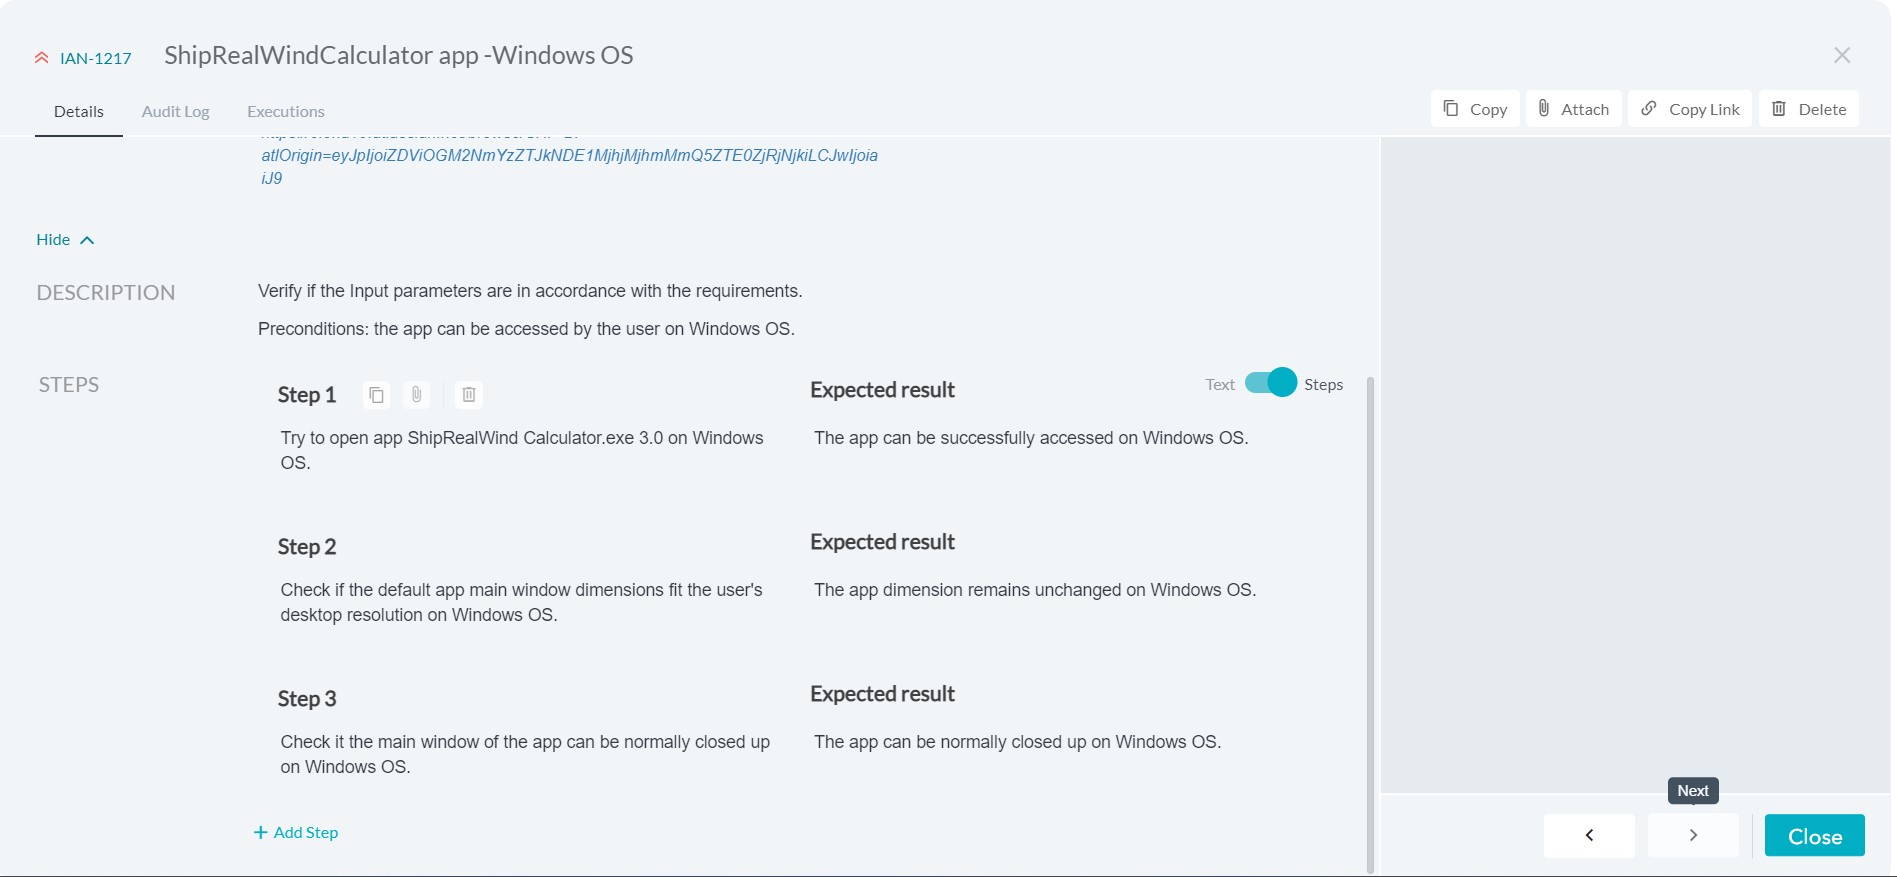 IAN-1217 ShipRealWindCalculator app -Windows OS
Details Audit Log Executions
Copy Attach Copy Link Delete
atlOrigin=eyJpIjoiZDViOGM2NmYzZTJkNDE1MjhjMjhmMmQ5ZTE0ZjRjNjkiLCJwIjoia
iJ9
Hide
DESCRIPTION
Verify if the Input parameters are in accordance with the requirements.
Preconditions: the app can be accessed by the user on Windows OS.
STEPS
Text Steps
Step 1
Try to open app ShipRealWind Calculator.exe 3.0 on Windows
OS.
Expected result
The app can be successfully accessed on Windows OS.
Step 2
Check if the default app main window dimensions fit the user's
desktop resolution on Windows OS.
Expected result
The app dimension remains unchanged on Windows OS.
Step 3
Check it the main window of the app can be normally closed up
on Windows OS.
Expected result
The app can be normally closed up on Windows OS.
+ Add Step
Next
Close